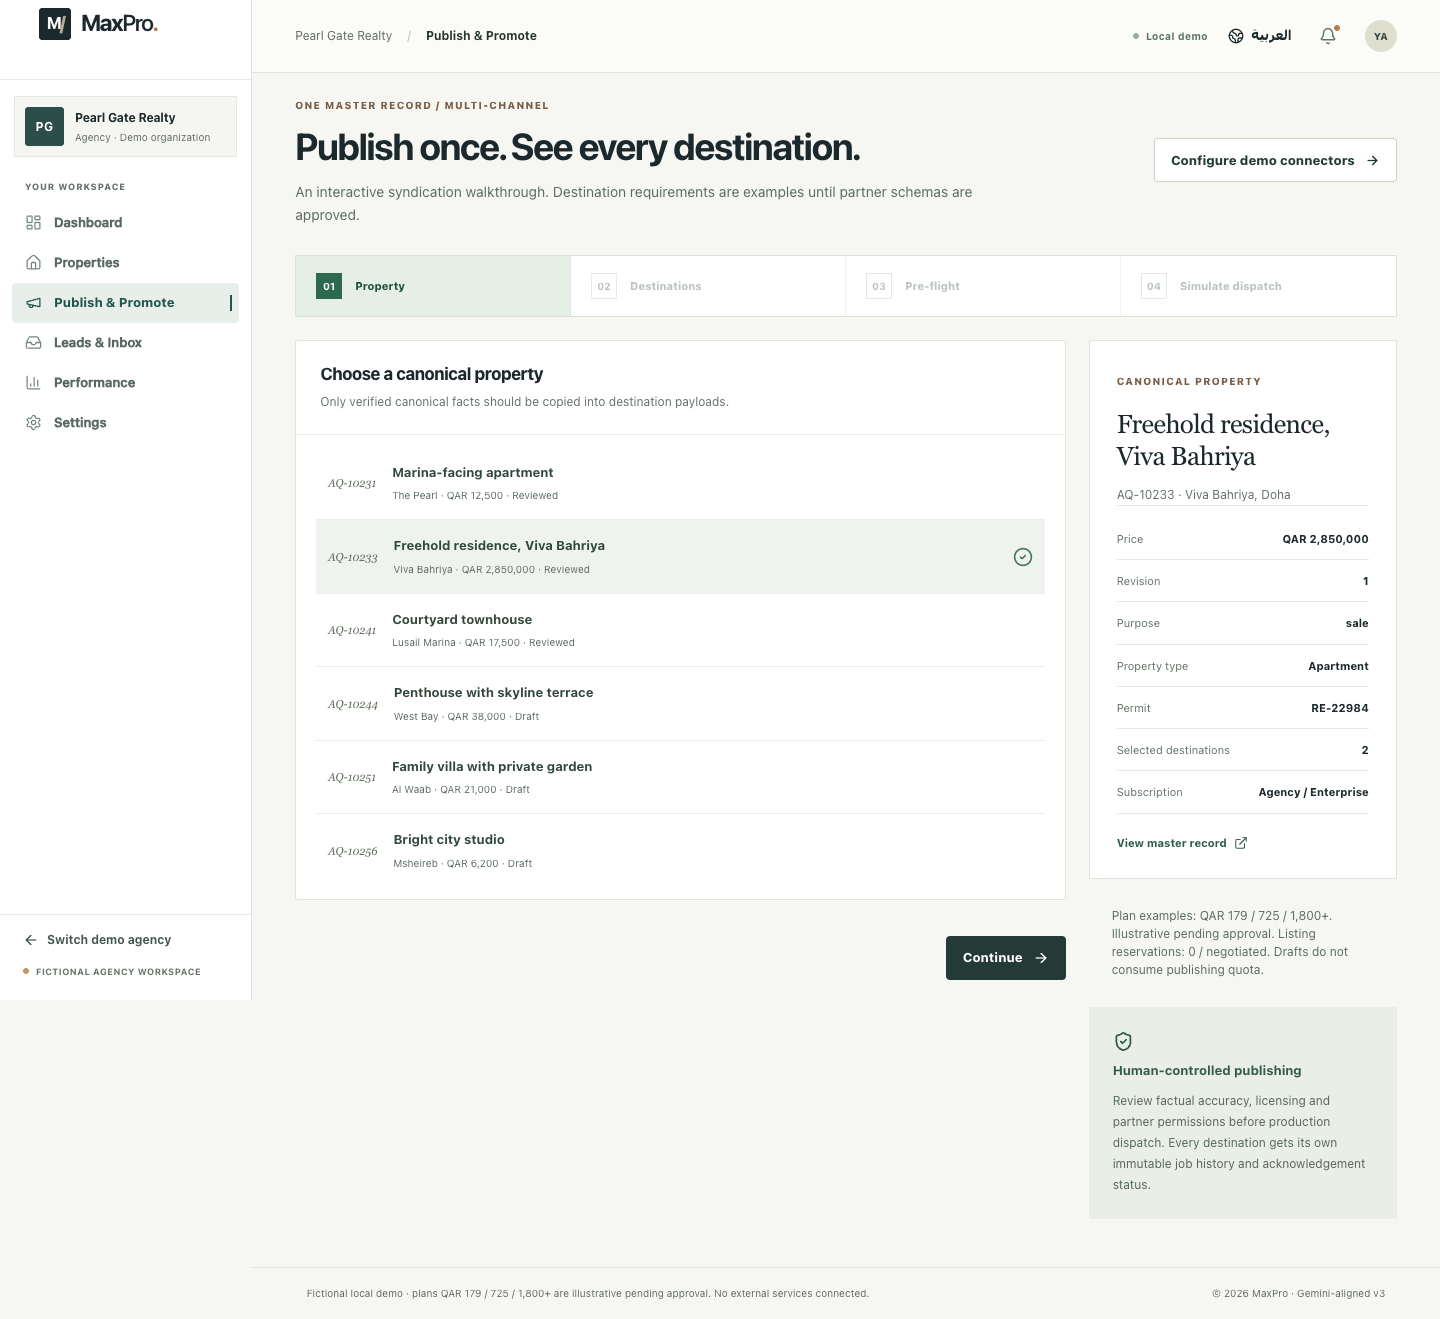 M/ MaxPro.
Pearl Gate Realty / Publish & Promote
Local demo
العربية
YA
PG
Pearl Gate Realty
Agency · Demo organization
YOUR WORKSPACE
Dashboard
Properties
Publish & Promote
Leads & Inbox
Performance
Settings
Switch demo agency
FICTIONAL AGENCY WORKSPACE
ONE MASTER RECORD / MULTI-CHANNEL
Publish once. See every destination.
An interactive syndication walkthrough. Destination requirements are examples until partner schemas are
approved.
Configure demo connectors
01 Property
02 Destinations
03 Pre-flight
04 Simulate dispatch
Choose a canonical property
Only verified canonical facts should be copied into destination payloads.
AQ-10231
Marina-facing apartment
The Pearl · QAR 12,500 · Reviewed
AQ-10233
Freehold residence, Viva Bahriya
Viva Bahriya · QAR 2,850,000 · Reviewed
AQ-10241
Courtyard townhouse
Lusail Marina · QAR 17,500 · Reviewed
AQ-10244
Penthouse with skyline terrace
West Bay · QAR 38,000 · Draft
AQ-10251
Family villa with private garden
Al Waab · QAR 21,000 · Draft
AQ-10256
Bright city studio
Msheireb · QAR 6,200 · Draft
Continue
CANONICAL PROPERTY
Freehold residence,
Viva Bahriya
AQ-10233 · Viva Bahriya, Doha
Price QAR 2,850,000
Revision 1
Purpose sale
Property type Apartment
Permit RE-22984
Selected destinations 2
Subscription Agency / Enterprise
View master record
Plan examples: QAR 179 / 725 / 1,800+.
Illustrative pending approval. Listing
reservations: 0 / negotiated. Drafts do not
consume publishing quota.
Human-controlled publishing
Review factual accuracy, licensing and
partner permissions before production
dispatch. Every destination gets its own
immutable job history and acknowledgement
status.
Fictional local demo · plans QAR 179 / 725 / 1,800+ are illustrative pending approval. No external services connected.
© 2026 MaxPro · Gemini-aligned v3